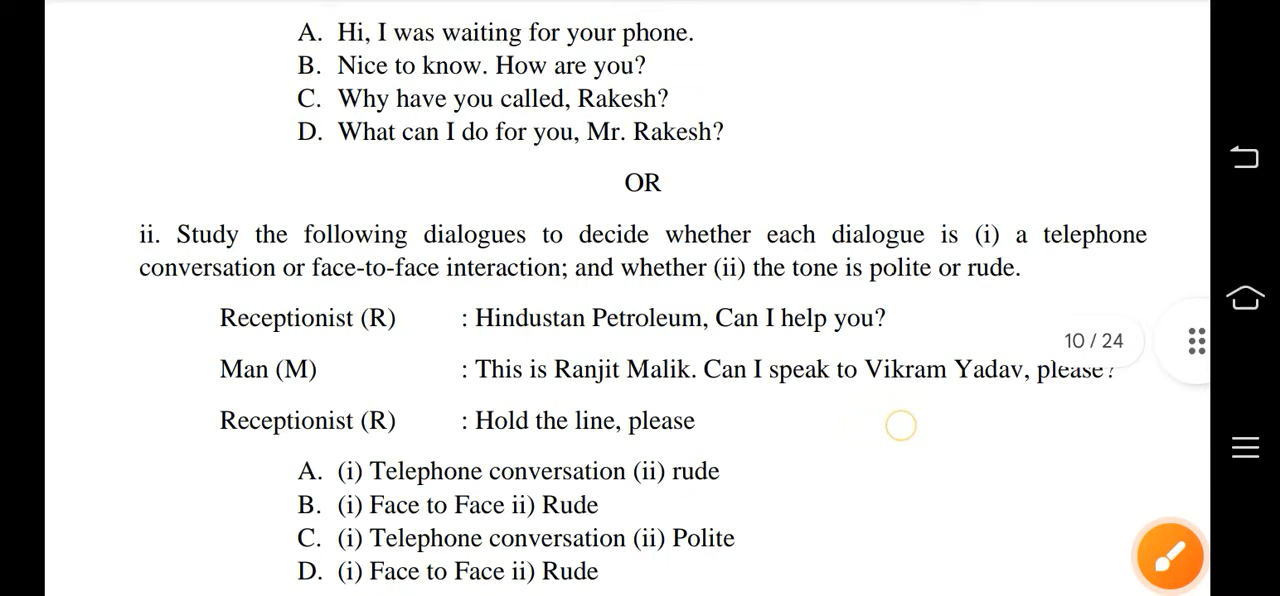 A. Hi, I was waiting for your phone.
B. Nice to know. How are you?
C. Why have you called, Rakesh?
D. What can I do for you, Mr. Rakesh?
OR
ii. Study the following dialogues to decide whether each dialogue is (i) a telephone
conversation or face-to-face interaction; and whether (ii) the tone is polite or rude.
Receptionist (R) : Hindustan Petroleum, Can I help you?
10 / 24
Man (M) : This is Ranjit Malik. Can I speak to Vikram Yadav, please?
Receptionist (R) : Hold the line, please
A. (i) Telephone conversation (ii) rude
B. (i) Face to Face ii) Rude
C. (i) Telephone conversation (ii) Polite
D. (i) Face to Face ii) Rude